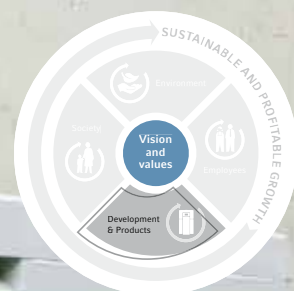 SUSTAINABLE AND PROFITABLE GROWTH
Environment
Society
Vision
and
values
Employees
Development
& Products